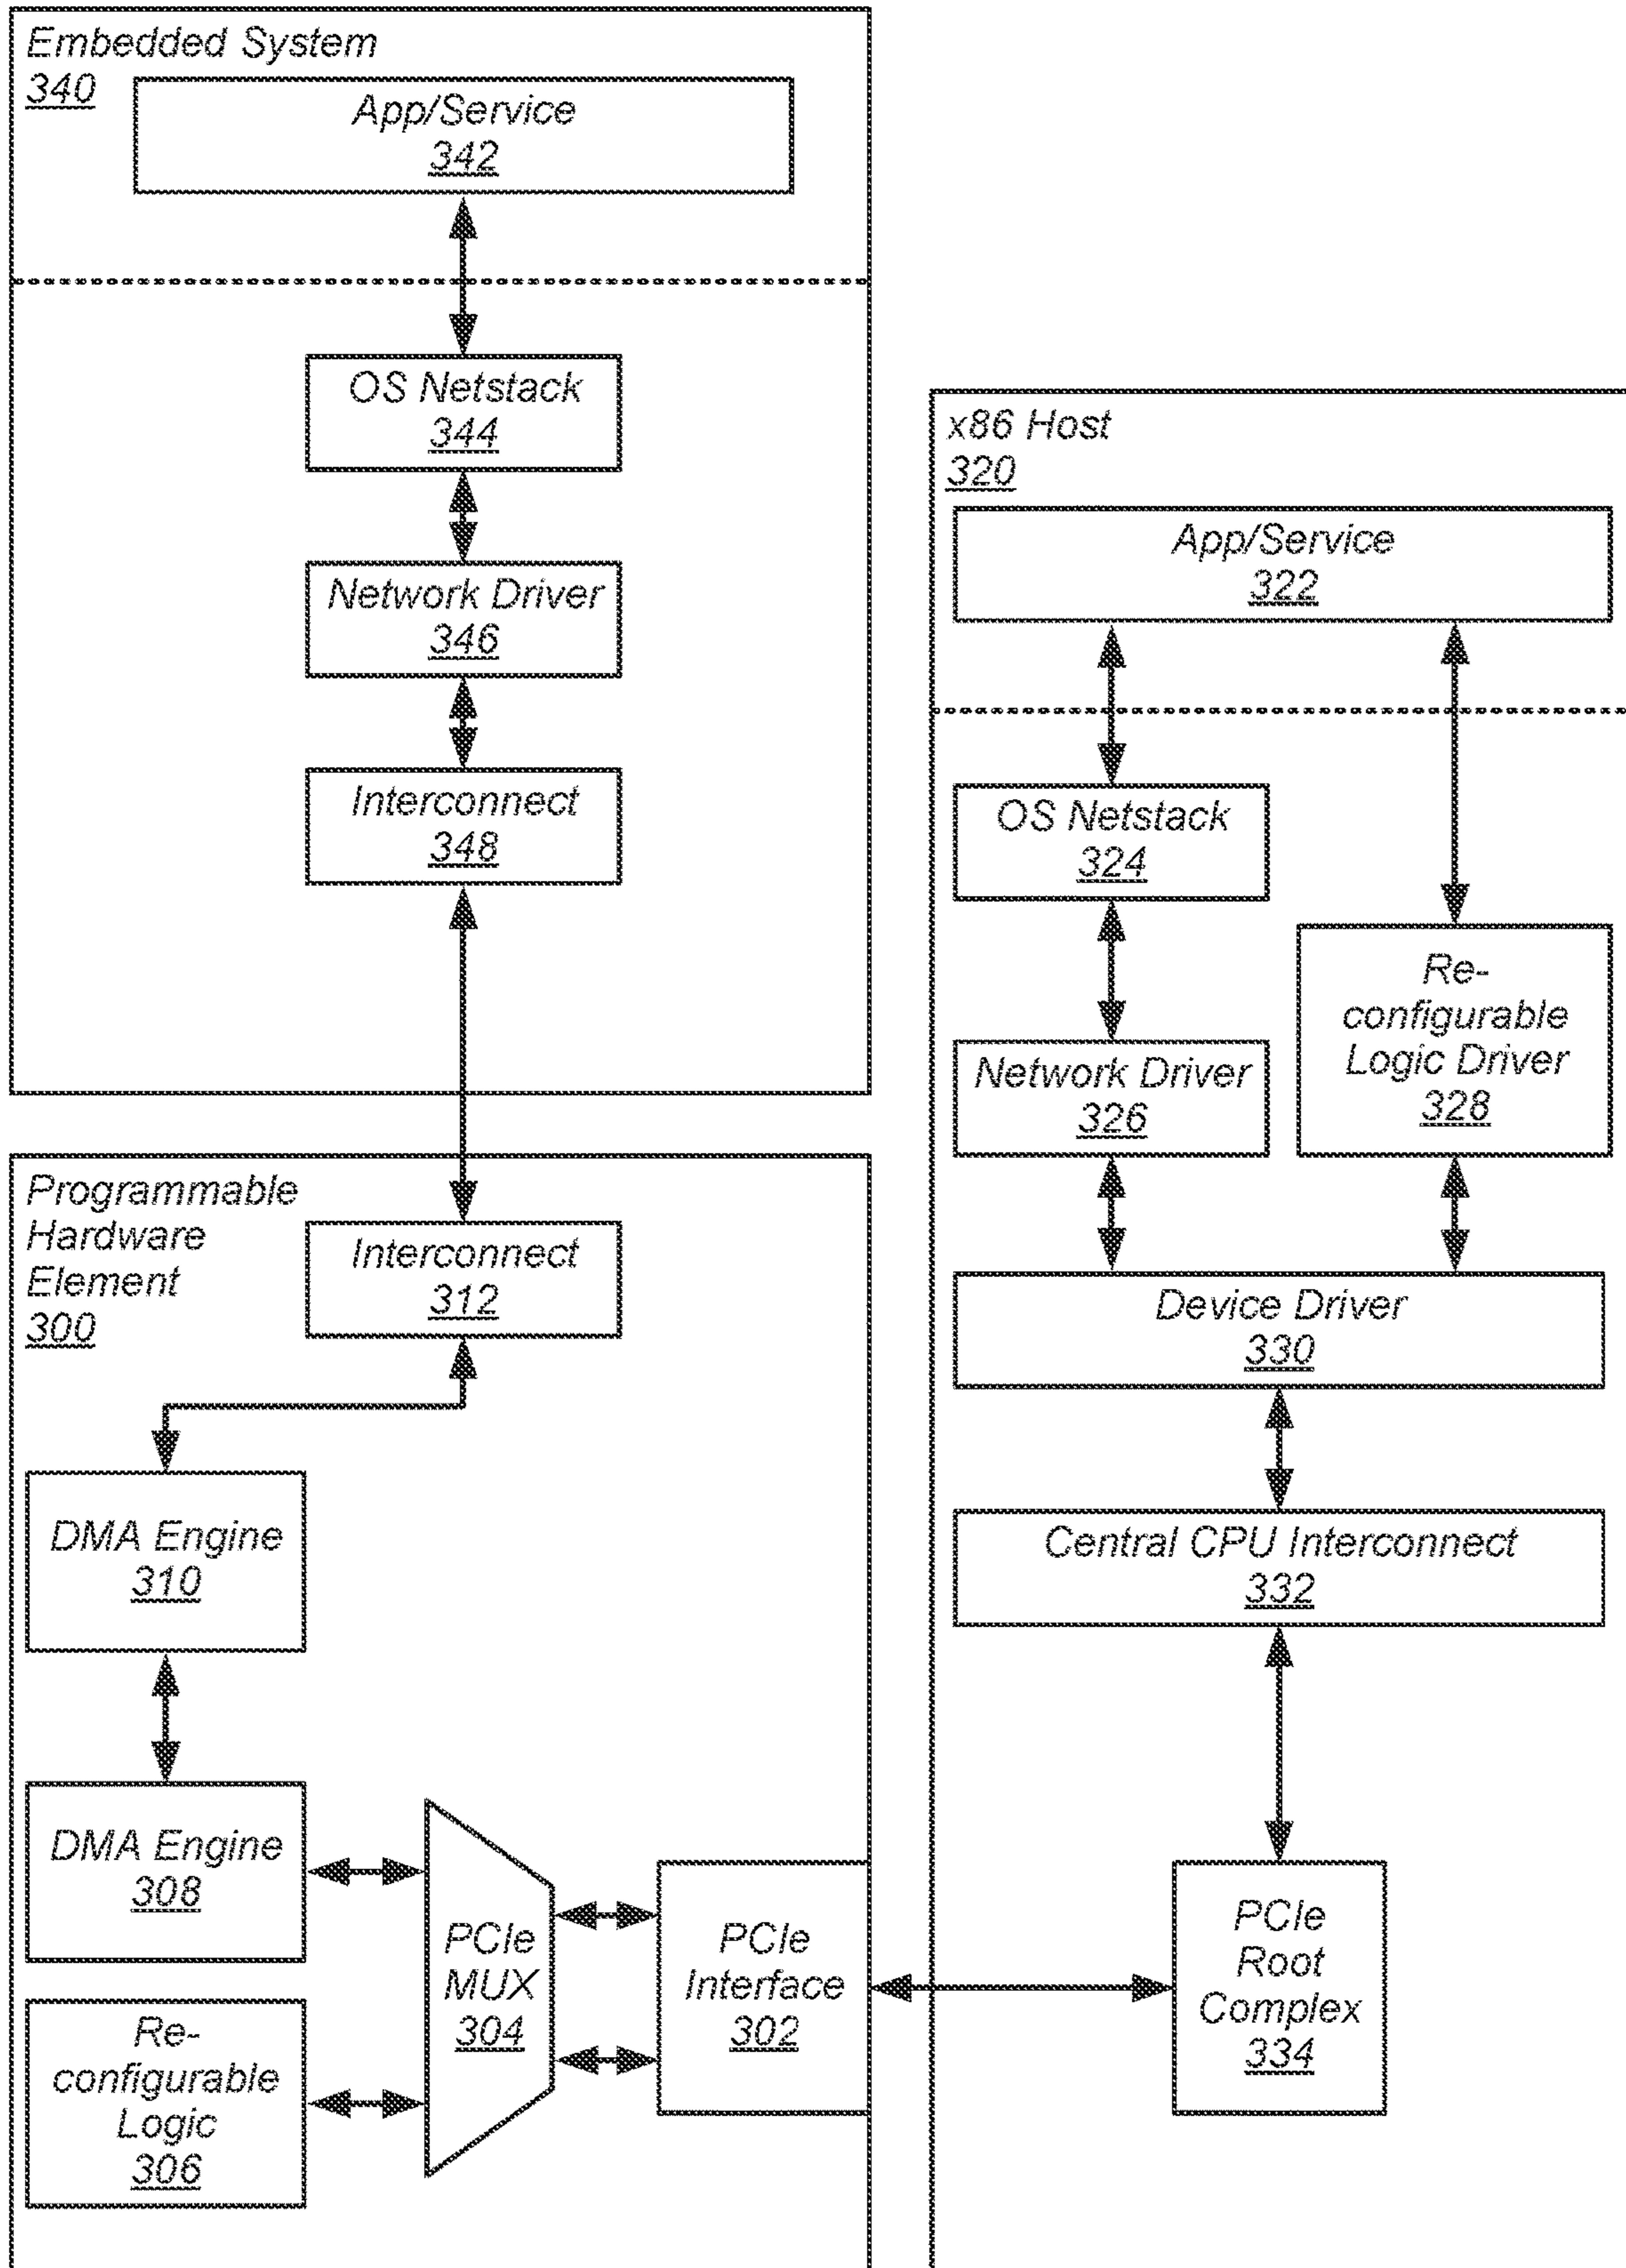 Embedded System
340
App/Service
342
OS Netstack
344
Network Driver
346
Interconnect
348
x86 Host
320
App/Service
322
OS Netstack
324
Network Driver
326
Re-
configurable
Logic Driver
328
Device Driver
330
Central CPU Interconnect
332
PCIe
Root
Complex
334
Programmable
Hardware
Element
300
Interconnect
312
DMA Engine
310
DMA Engine
308
Re-
configurable
Logic
306
PCIe
MUX
304
PCIe
Interface
302